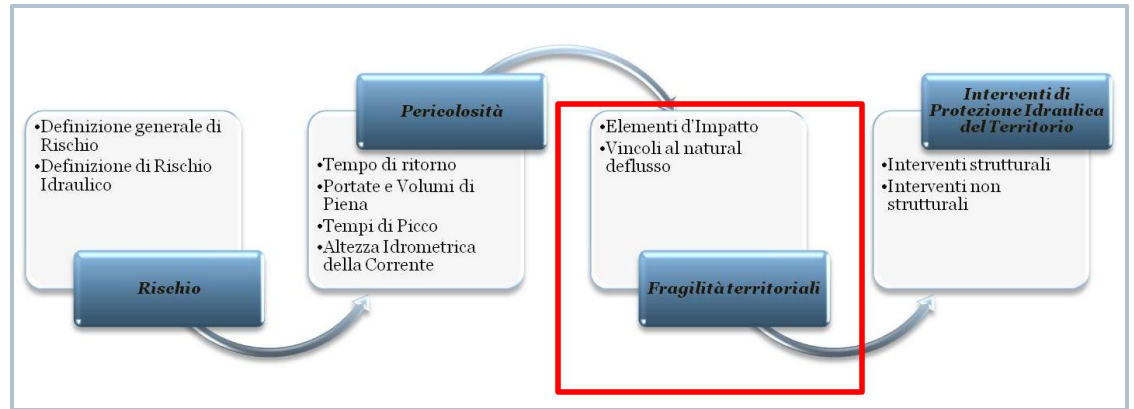 •Definizione generale di
Rischio
•Definizione di Rischio
Idraulico
Rischio
Pericolosità
•Tempo di ritorno
•Portate e Volumi di
Piena
•Tempi di Picco
•Altezza Idrometrica
della Corrente
•Elementi d'Impatto
•Vincoli al natural
deflusso
Fragilità territoriali
Interventi di
Protezione Idraulica
del Territorio
•Interventi strutturali
•Interventi non
strutturali